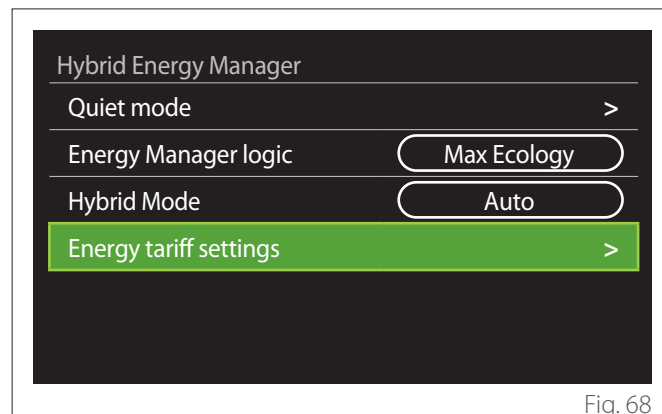 Hybrid Energy Manager
Quiet mode >
Energy Manager logic Max Ecology
Hybrid Mode Auto
Energy tariff settings >
Fig. 68